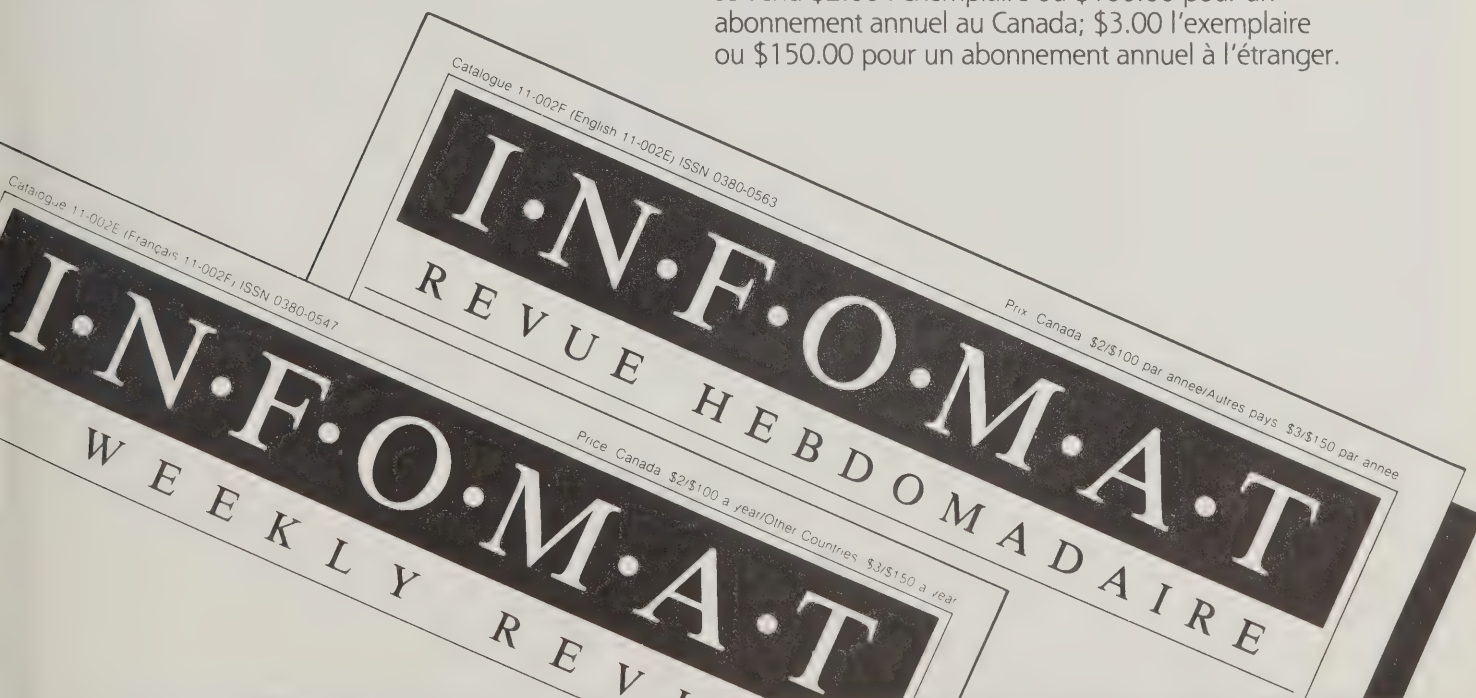 abonnement annuel au Canada; $3.00 l'exemplaire
ou $150.00 pour un abonnement annuel à l'étranger.
Catalogue 11-002F (English 11-002E) ISSN 0380-0563
I•N•F•O•M•A•T
REVUE HEBDOMADAIRE
Prix Canada $2/$100 par annee/Autres pays $3/$150 par annee
Catalogue 11-002E (Français 11-002F) ISSN 0380-0547
I•N•F•O•M•A•T
WEEKLY REV
Price Canada $2/$100 a year/Other Countries $3/$150 a year